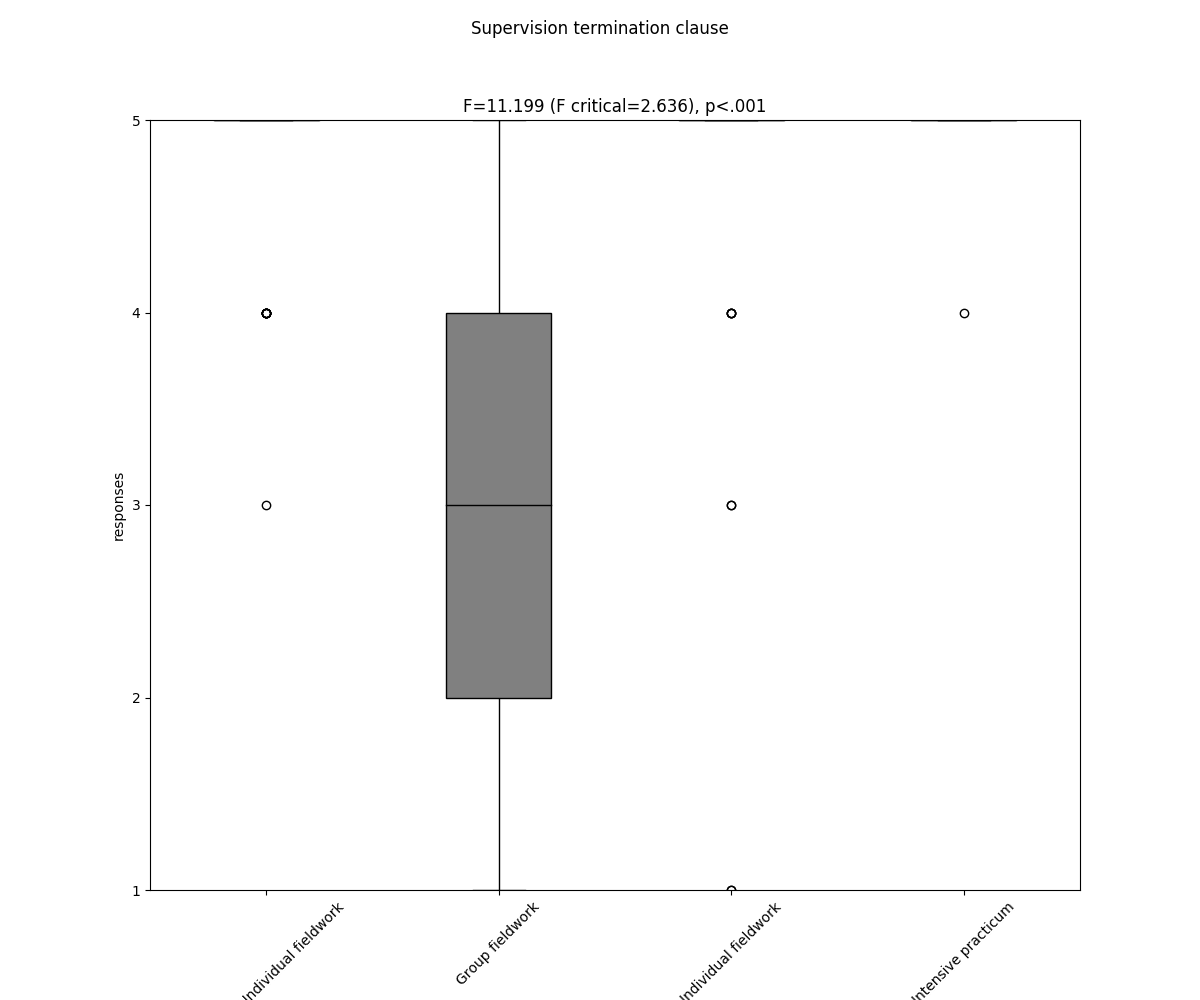 Supervision termination clause
F=11.199 (F critical=2.636), p<.001
5
4
3
2
1
responses
Individual fieldwork
Group fieldwork
Individual fieldwork
Intensive practicum